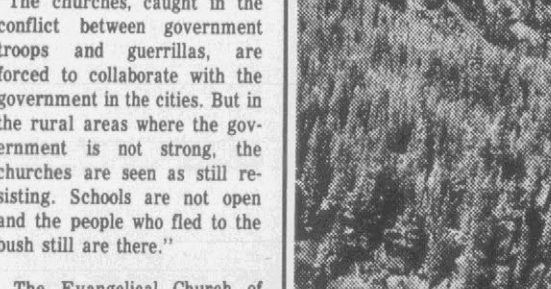 The churches, caught in the
conflict between government
troops and guerrillas, are
forced to collaborate with the
government in the cities. But in
the rural areas where the gov-
ernment is not strong, the
churches are seen as still re-
sisting. Schools are not open
and the people who fled to the
bush still are there."
The Evangelical Church of